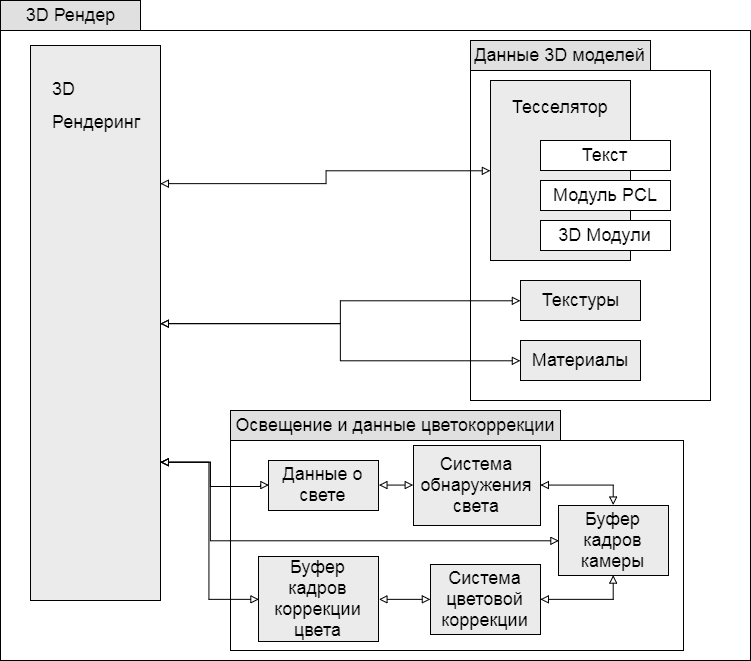 3D Рендер
3D
Рендеринг
Данные 3D моделей
Тесселятор
Текст
Модуль PCL
3D Модули
Текстуры
Материалы
Освещение и данные цветокоррекции
Данные о
свете
Система
обнаружения
света
Буфер
кадров
камеры
Буфер
кадров
коррекции
цвета
Система
цветовой
коррекции